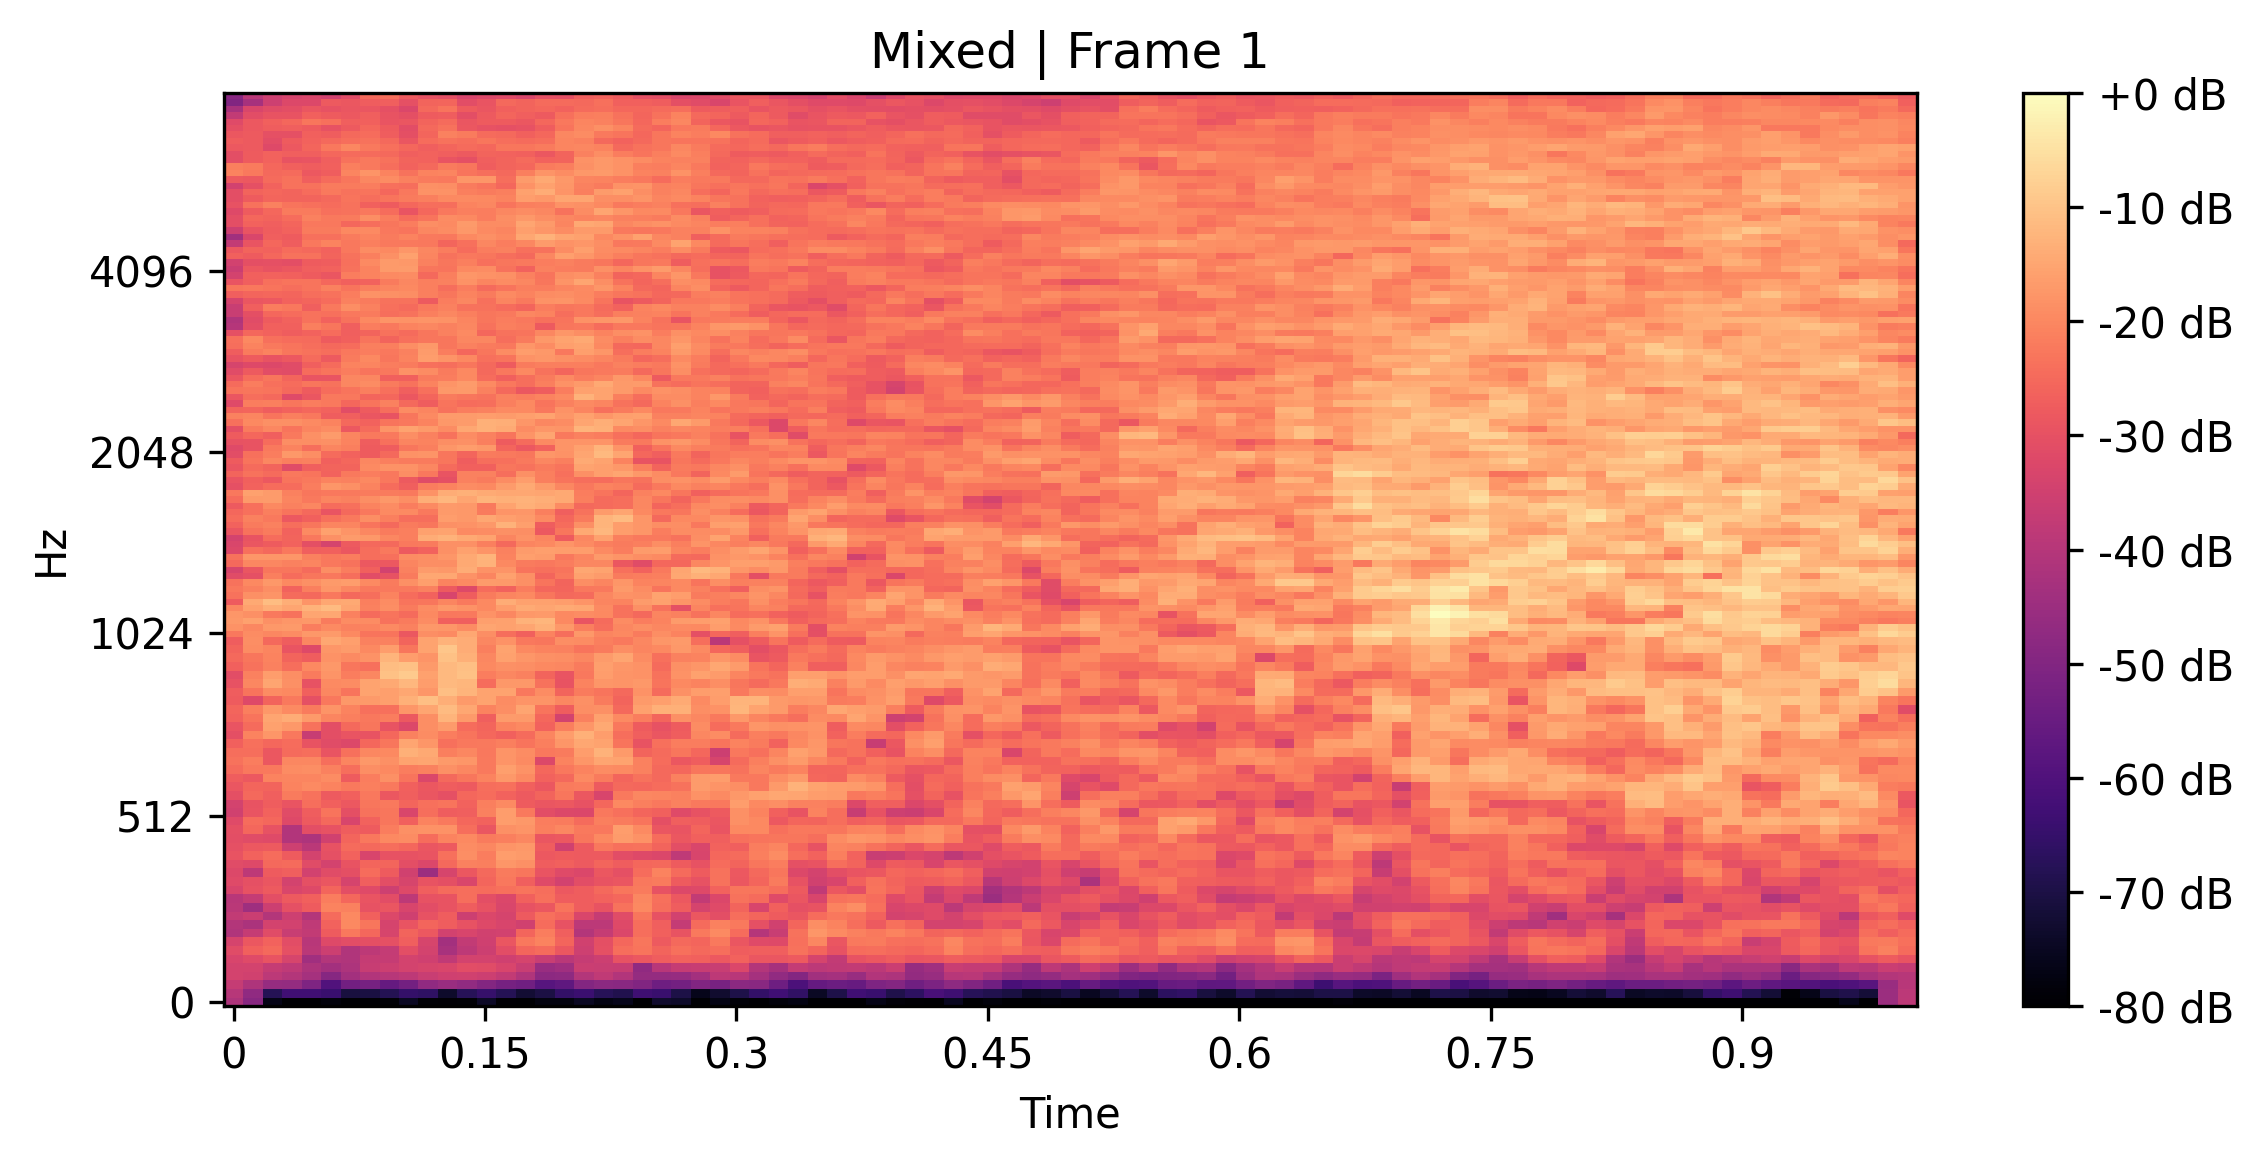 Mixed | Frame 1
+0 dB
-10 dB
-20 dB
-30 dB
-40 dB
-50 dB
-60 dB
-70 dB
-80 dB
4096
2048
1024
512
0
Hz
0 0.15 0.3 0.45 0.6 0.75 0.9
Time